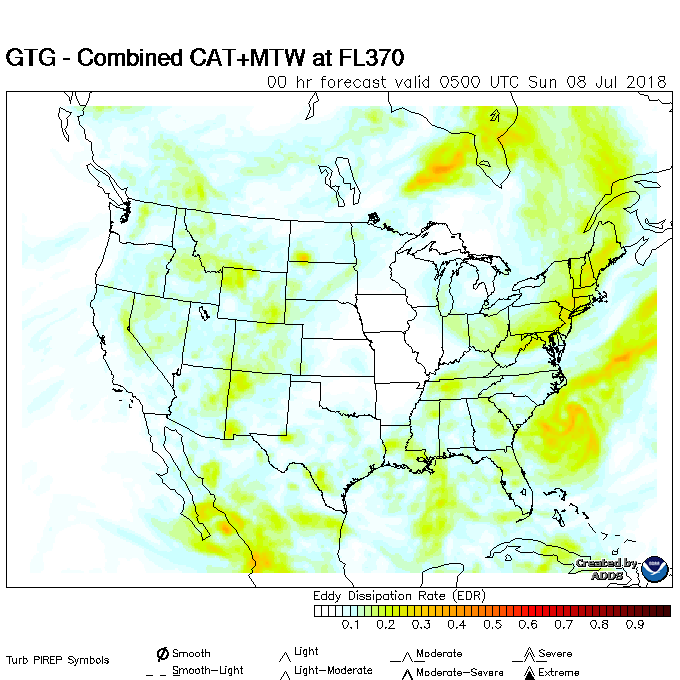 GTG - Combined CAT+MTW at FL370
00 hr forecast valid 0500 UTC Sun 08 Jul 2018
Created by
ADDS
Eddy Dissipation Rate (EDR)
0.1 0.2 0.3 0.4 0.5 0.6 0.7 0.8 0.9
Turb PIREP Symbols
Smooth Light Moderate Severe
Smooth-Light Light-Moderate Moderate-Severe Extreme